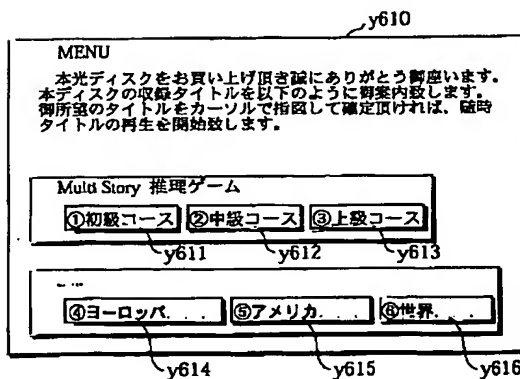 y610
MENU
本光ディスクをお買い上げ頂き誠にありがとう御座います。
本ディスクの収録タイトルを以下のように御案内致します。
御所望のタイトルをカーソルで指図して確定頂ければ、随時
タイトルの再生を開始致します。
Multi Story 推理ゲーム
①初級コース ②中級コース ③上級コース
y611 y612 y613
④ヨーロッパ. . . ⑤アメリカ. . . ⑥世界. . .
y614 y615 y616